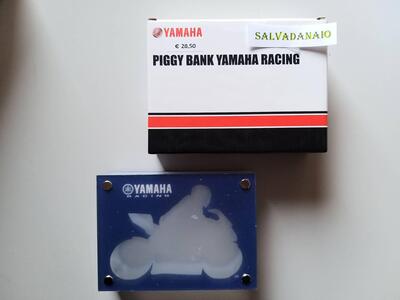 YAMAHA
SALVADANAIO
€ 28,50
PIGGY BANK YAMAHA RACING
YAMAHA
RACING